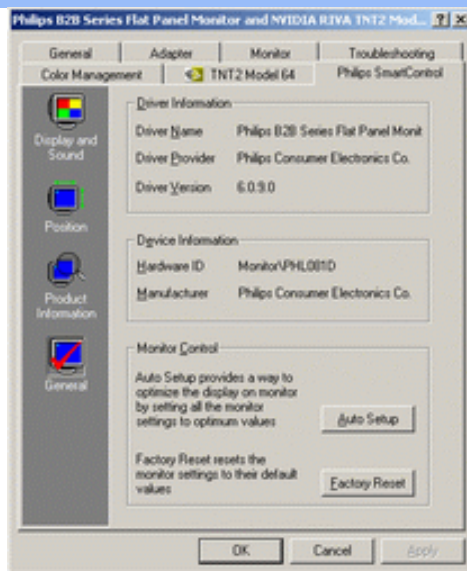 Philips B2B Series Flat Panel Monitor and NVIDIA RIVA TNT2 Mod...
General Adapter Monitor Troubleshooting
Color Management TNT2 Model 64 Philips SmartControl
Display and Sound
Position
Product Information
General
Driver Information
Driver Name Philips B2B Series Flat Panel Monit
Driver Provider Philips Consumer Electronics Co.
Driver Version 6.0.9.0
Device Information
Hardware ID Monitor\PHL081D
Manufacturer Philips Consumer Electronics Co.
Monitor Control
Auto Setup provides a way to
optimize the display on monitor
by setting all the monitor
settings to optimum values
Auto Setup
Factory Reset resets the
monitor settings to their default
values
Factory Reset
OK Cancel Apply